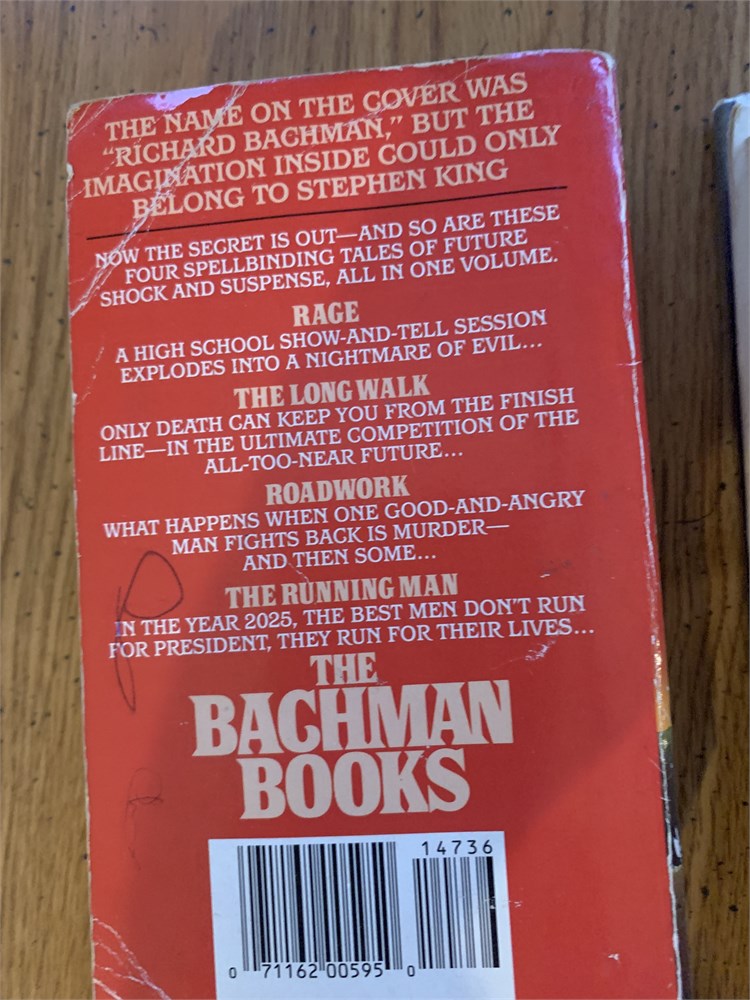 THE NAME ON THE COVER WAS
"RICHARD BACHMAN," BUT THE
IMAGINATION INSIDE COULD ONLY
BELONG TO STEPHEN KING
NOW THE SECRET IS OUT—AND SO ARE THESE
FOUR SPELLBINDING TALES OF FUTURE
SHOCK AND SUSPENSE, ALL IN ONE VOLUME.
RAGE
A HIGH SCHOOL SHOW-AND-TELL SESSION
EXPLODES INTO A NIGHTMARE OF EVIL...
THE LONG WALK
ONLY DEATH CAN KEEP YOU FROM THE FINISH
LINE—IN THE ULTIMATE COMPETITION OF THE
ALL-TOO-NEAR FUTURE...
ROADWORK
WHAT HAPPENS WHEN ONE GOOD-AND-ANGRY
MAN FIGHTS BACK IS MURDER—
AND THEN SOME...
THE RUNNING MAN
IN THE YEAR 2025, THE BEST MEN DON'T RUN
FOR PRESIDENT, THEY RUN FOR THEIR LIVES...
THE
BACHMAN
BOOKS
14736
0 71162 00595 0